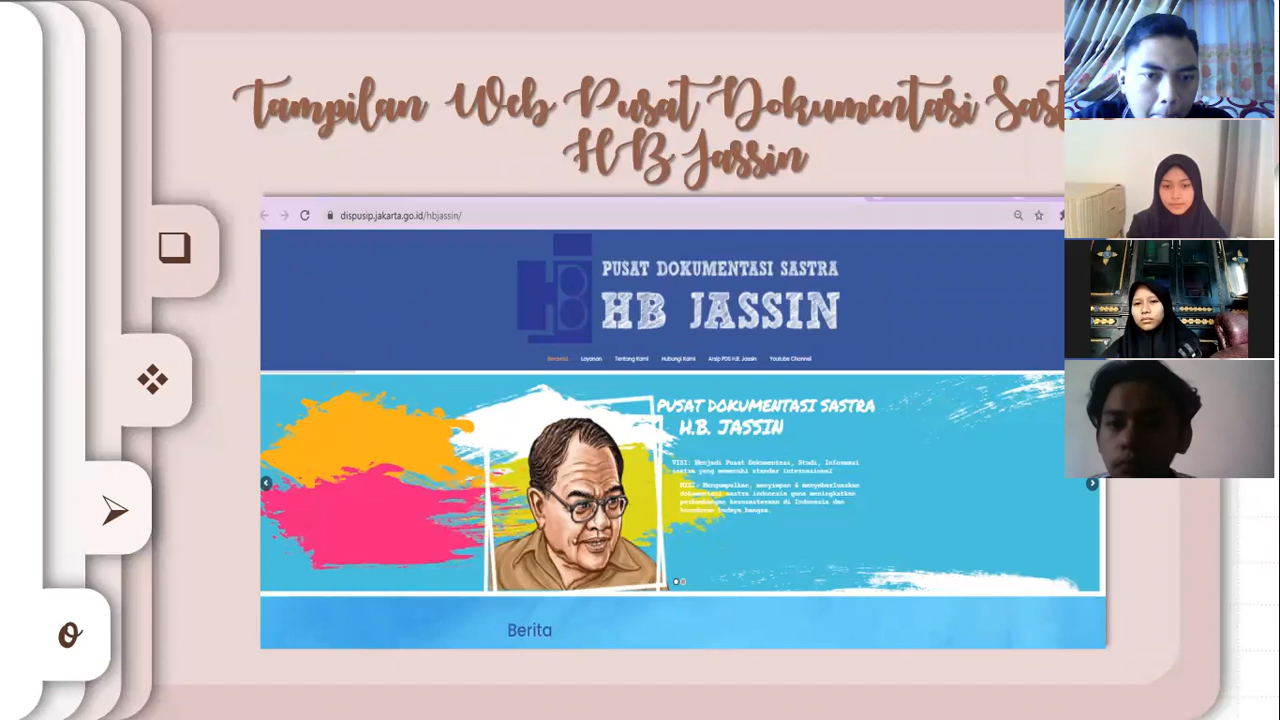 Tampilan Web Pusat Dokumentasi Sast
HB Jassin
dispusip.jakarta.go.id/hbjassin/
PUSAT DOKUMENTASI SASTRA
HB JASSIN
Beranda Layanan Tentang Kami Hubungi Kami Arsip PDS H.B. Jassin Youtube Channel
PUSAT DOKUMENTASI SASTRA
H.B. JASSIN
VISI: Menjadi Pusat Dokumentasi, Studi, Informasi
sastra yang memenuhi standar internasional
MISI: Mengumpulkan, menyimpan & menyebarluaskan
dokumentasi sastra indonesia guna meningkatkan
perkembangan kesusastraan di Indonesia dan
budaya bangsa.
Berita